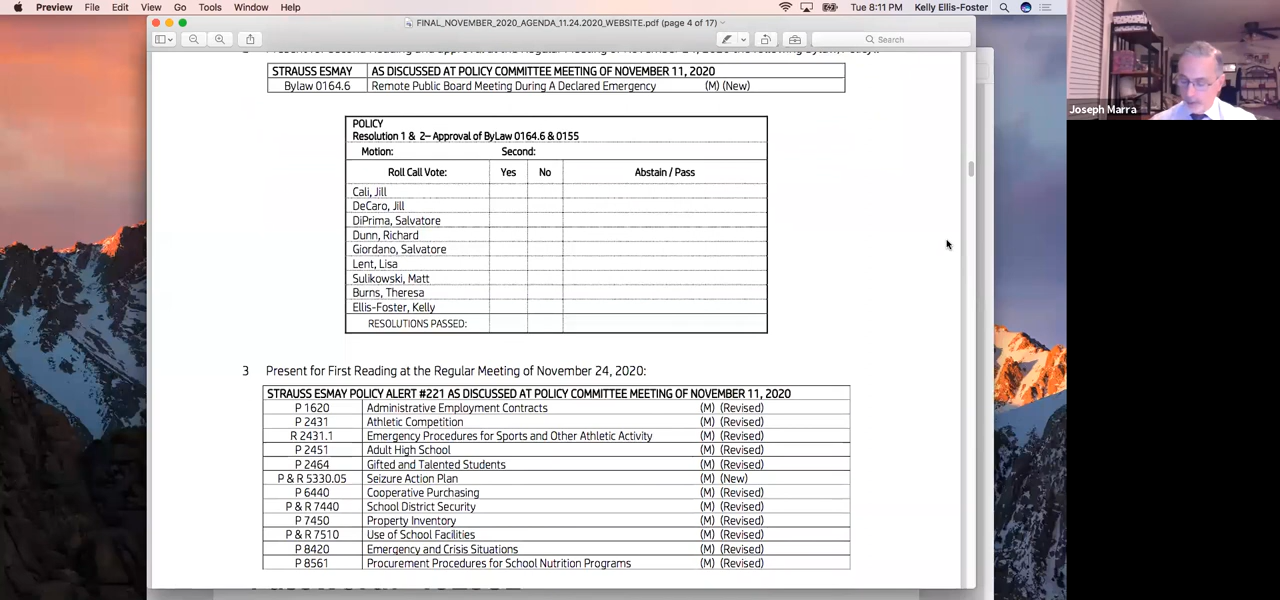 Preview File Edit View Go Tools Window Help Tue 8:11 PM Kelly Ellis-Foster
FINAL_NOVEMBER_2020_AGENDA_11.24.2020_WEBSITE.pdf (page 4 of 17)
Search
Joseph Marra
STRAUSS ESMAY AS DISCUSSED AT POLICY COMMITTEE MEETING OF NOVEMBER 11, 2020
Bylaw 0164.6 Remote Public Board Meeting During A Declared Emergency (M) (New)
POLICY
Resolution 1 & 2– Approval of ByLaw 0164.6 & 0155
Motion: Second:
Roll Call Vote: Yes No Abstain / Pass
Cali, Jill
DeCaro, Jill
DiPrima, Salvatore
Dunn, Richard
Giordano, Salvatore
Lent, Lisa
Sulikowski, Matt
Burns, Theresa
Ellis-Foster, Kelly
RESOLUTIONS PASSED:
3 Present for First Reading at the Regular Meeting of November 24, 2020:
STRAUSS ESMAY POLICY ALERT #221 AS DISCUSSED AT POLICY COMMITTEE MEETING OF NOVEMBER 11, 2020
P 1620 Administrative Employment Contracts (M) (Revised)
P 2431 Athletic Competition (M) (Revised)
R 2431.1 Emergency Procedures for Sports and Other Athletic Activity (M) (Revised)
P 2451 Adult High School (M) (Revised)
P 2464 Gifted and Talented Students (M) (Revised)
P & R 5330.05 Seizure Action Plan (M) (New)
P 6440 Cooperative Purchasing (M) (Revised)
P & R 7440 School District Security (M) (Revised)
P 7450 Property Inventory (M) (Revised)
P & R 7510 Use of School Facilities (M) (Revised)
P 8420 Emergency and Crisis Situations (M) (Revised)
P 8561 Procurement Procedures for School Nutrition Programs (M) (Revised)